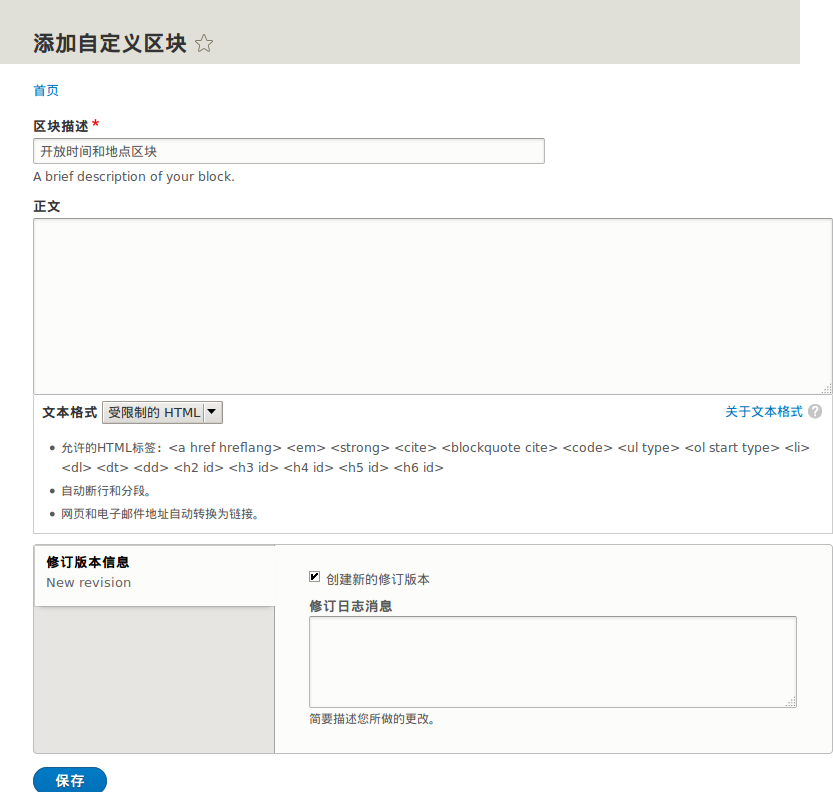 添加自定义区块
首页
区块描述*
开放时间和地点区块
A brief description of your block.
正文
文本格式 受限制的 HTML 关于文本格式 ?
允许的HTML标签：<a href hreflang> <em> <strong> <cite> <blockquote cite> <code> <ul type> <ol start type> <li>
<dl> <dt> <dd> <h2 id> <h3 id> <h4 id> <h5 id> <h6 id>
自动断行和分段。
网页和电子邮件地址自动转换为链接。
修订版本信息
New revision
创建新的修订版本
修订日志消息
简要描述您所做的更改。
保存